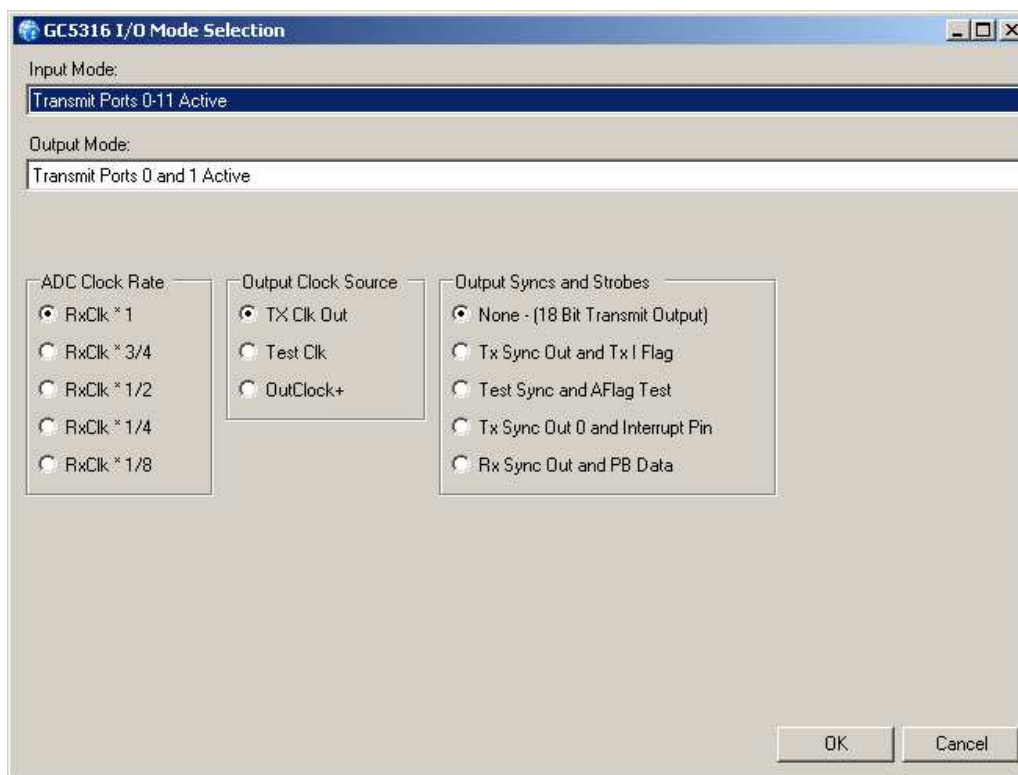 GC5316 I/O Mode Selection
Input Mode:
Transmit Ports 0-11 Active
Output Mode:
Transmit Ports 0 and 1 Active
ADC Clock Rate
RxClk * 1
RxClk * 3/4
RxClk * 1/2
RxClk * 1/4
RxClk * 1/8
Output Clock Source
TX Clk Out
Test Clk
OutClock+
Output Syncs and Strobes
None - (18 Bit Transmit Output)
Tx Sync Out and Tx I Flag
Test Sync and AFlag Test
Tx Sync Out 0 and Interrupt Pin
Rx Sync Out and PB Data
OK
Cancel